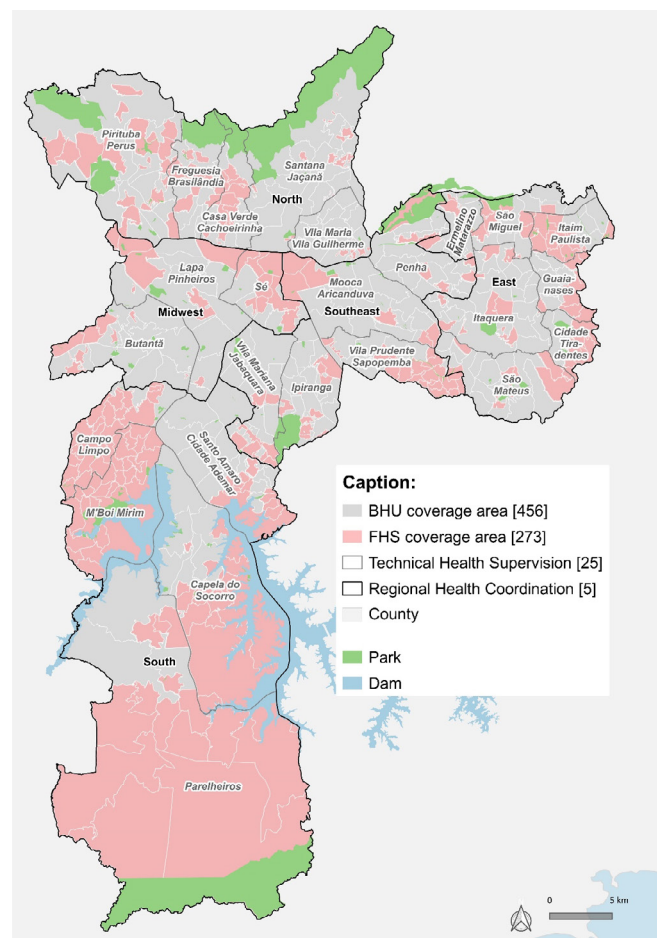 Pirituba
Perus
Freguesia
Brasilândia
Santana
Jaçanã
North
Casa Verde
Cachoeirinha
Vila Maria
Vila Guilherme
Ermelino
Matarazzo
São
Miguel
Itaim
Paulista
Lapa
Pinheiros
Sé
Mooca
Aricanduva
Penha
East
Guaia-
nases
Midwest
Southeast
Itaquera
Butantã
Vila Mariana
Jabaquara
Ipiranga
Vila Prudente
Sapopemba
Cidade
Tira-
dentes
São
Mateus
Campo
Limpo
Santo Amaro
Cidade Ademar
M'Boi Mirim
Capela do
Socorro
South
Parelheiros
Caption:
BHU coverage area [456]
FHS coverage area [273]
Technical Health Supervision [25]
Regional Health Coordination [5]
County
Park
Dam
0 5 km